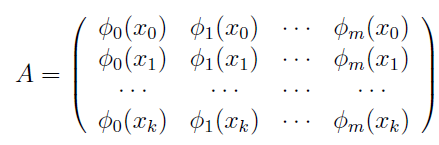 ϕ₀(x₀) ϕ₁(x₀) ··· ϕₘ(x₀)
ϕ₀(x₁) ϕ₁(x₁) ··· ϕₘ(x₁)
A =
··· ··· ··· ···
ϕ₀(xₖ) ϕ₁(xₖ) ··· ϕₘ(xₖ)